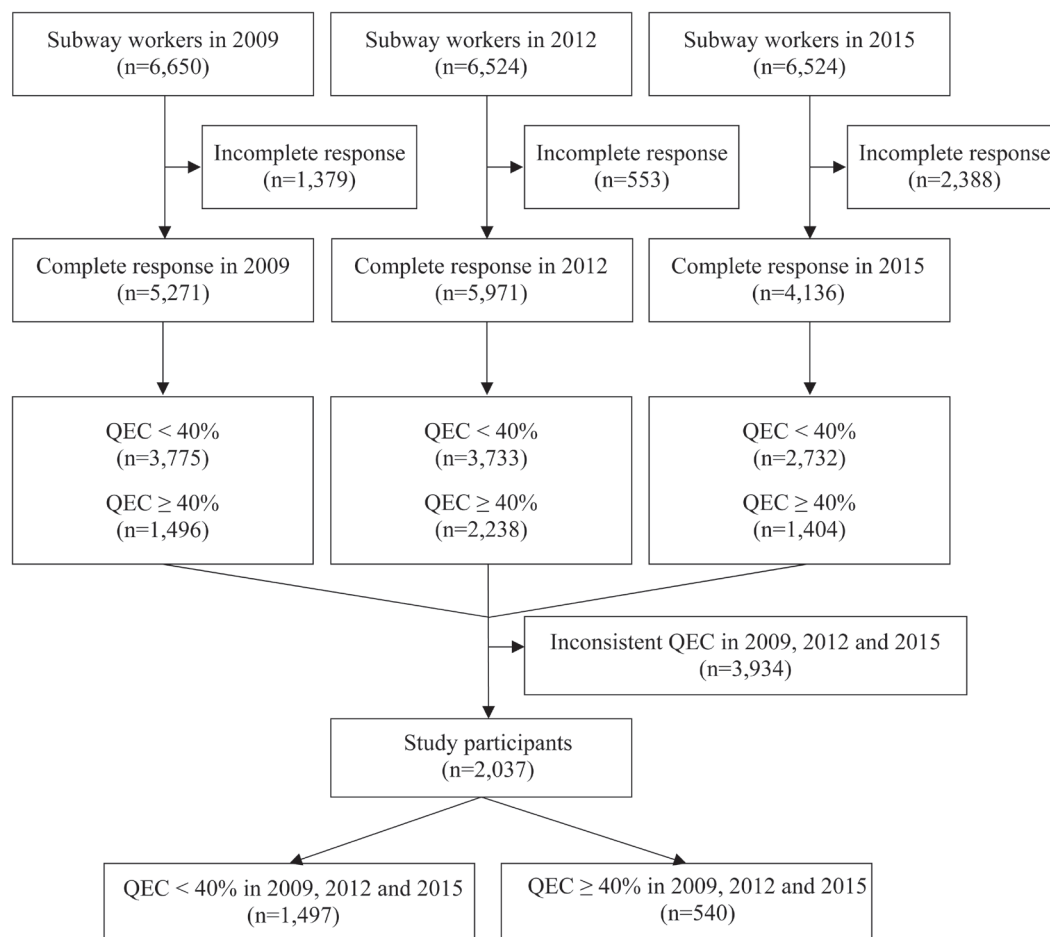 Subway workers in 2009
(n=6,650)
Subway workers in 2012
(n=6,524)
Subway workers in 2015
(n=6,524)
Incomplete response
(n=1,379)
Incomplete response
(n=553)
Incomplete response
(n=2,388)
Complete response in 2009
(n=5,271)
Complete response in 2012
(n=5,971)
Complete response in 2015
(n=4,136)
QEC < 40%
(n=3,775)
QEC ≥ 40%
(n=1,496)
QEC < 40%
(n=3,733)
QEC ≥ 40%
(n=2,238)
QEC < 40%
(n=2,732)
QEC ≥ 40%
(n=1,404)
Inconsistent QEC in 2009, 2012 and 2015
(n=3,934)
Study participants
(n=2,037)
QEC < 40% in 2009, 2012 and 2015
(n=1,497)
QEC ≥ 40% in 2009, 2012 and 2015
(n=540)